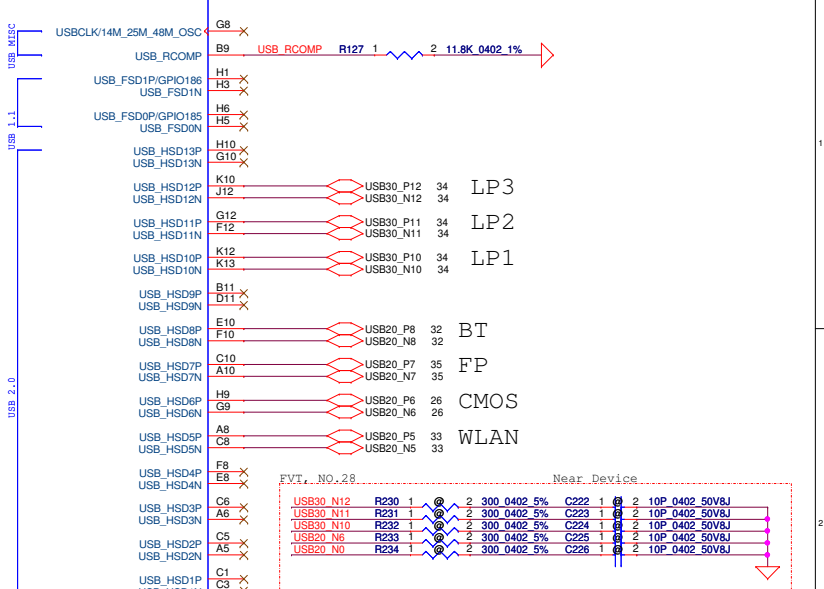 USBCLK/14M_25M_48M_OSC G8
USB MISC
USB_RCOMP B9 USB_RCOMP R127 1 2 11.8K_0402_1%
USB_FSD1P/GPIO186 H1
USB_FSD1N H3
USB 1.1
USB_FSD0P/GPIO185 H6
USB_FSD0N H5
USB_HSD13P H10
USB_HSD13N G10
1
USB_HSD12P K10 USB30_P12 34 LP3
USB_HSD12N J12 USB30_N12 34
USB_HSD11P G12 USB30_P11 34 LP2
USB_HSD11N F12 USB30_N11 34
USB_HSD10P K12 USB30_P10 34 LP1
USB_HSD10N K13 USB30_N10 34
USB_HSD9P B11
USB_HSD9N D11
USB_HSD8P E10 USB20_P8 32 BT
USB_HSD8N F10 USB20_N8 32
USB_HSD7P C10 USB20_P7 35 FP
USB_HSD7N A10 USB20_N7 35
USB 2.0
USB_HSD6P H9 USB20_P6 26 CMOS
USB_HSD6N G9 USB20_N6 26
USB_HSD5P A8 USB20_P5 33 WLAN
USB_HSD5N C8 USB20_N5 33
USB_HSD4P F8
USB_HSD4N E8
FVT, NO.28 Near Device
USB_HSD3P C6 USB30_N12 R230 1 @ 2 300_0402_5% C222 1 @ 2 10P_0402_50V8J
USB_HSD3N A6 USB30_N11 R231 1 @ 2 300_0402_5% C223 1 @ 2 10P_0402_50V8J
2
USB30_N10 R232 1 @ 2 300_0402_5% C224 1 @ 2 10P_0402_50V8J
USB_HSD2P C5 USB20_N6 R233 1 @ 2 300_0402_5% C225 1 @ 2 10P_0402_50V8J
USB_HSD2N A5 USB20_N0 R234 1 @ 2 300_0402_5% C226 1 @ 2 10P_0402_50V8J
USB_HSD1P C1
C3